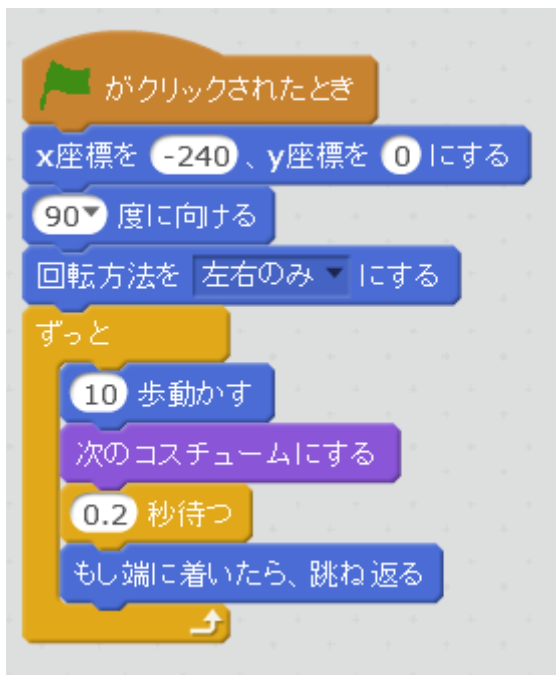 がクリックされたとき
x座標を -240 、y座標を 0 にする
90▼ 度に向ける
回転方法を 左右のみ ▼ にする
ずっと
10 歩動かす
次のコスチュームにする
0.2 秒待つ
もし端に着いたら、跳ね返る